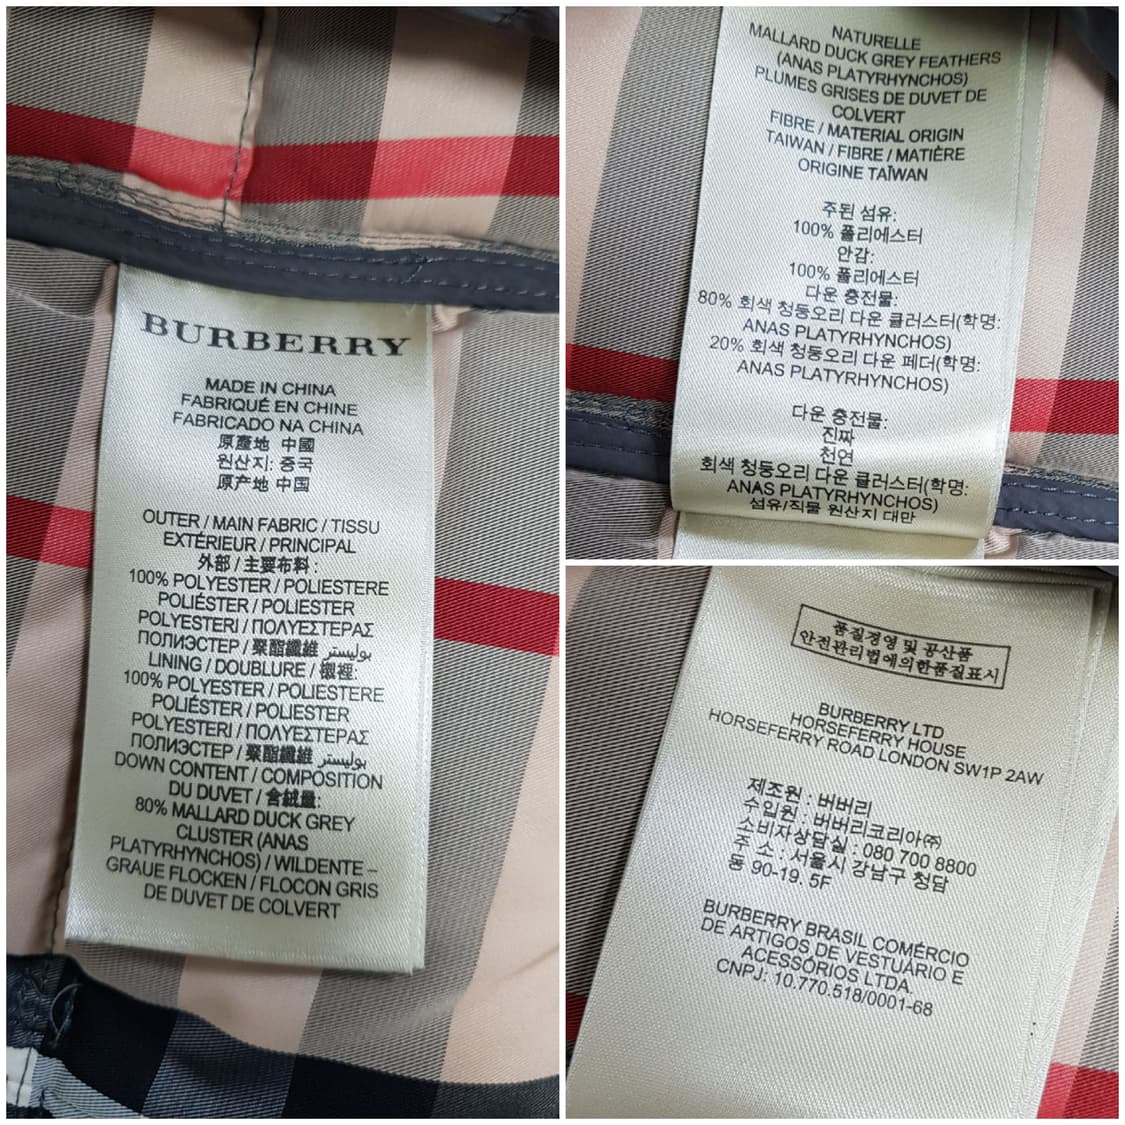 BURBERRY
MADE IN CHINA
FABRIQUÉ EN CHINE
FABRICADO NA CHINA
原產地 中國
원산지: 중국
原产地 中国
OUTER / MAIN FABRIC / TISSU
EXTÉRIEUR / PRINCIPAL
外部 / 主要布料 :
100% POLYESTER / POLIESTERE
POLIÉSTER / POLIESTER
POLYESTERI / ΠΟΛΥΕΣΤΕΡΑΣ
ПОЛИЭСТЕР / 聚酯纖維 بوليستر
LINING / DOUBLURE / 襯裡:
100% POLYESTER / POLIESTERE
POLIÉSTER / POLIESTER
POLYESTERI / ΠΟΛΥΕΣΤΕΡΑΣ
ПОЛИЭСТЕР / 聚酯纖維 بوليستر
DOWN CONTENT / COMPOSITION
DU DUVET / 含絨量:
80% MALLARD DUCK GREY
CLUSTER (ANAS
PLATYRHYNCHOS) / WILDENTE –
GRAUE FLOCKEN / FLOCON GRIS
DE DUVET DE COLVERT
NATURELLE
MALLARD DUCK GREY FEATHERS
(ANAS PLATYRHYNCHOS)
PLUMES GRISES DE DUVET DE
COLVERT
FIBRE / MATERIAL ORIGIN
TAIWAN / FIBRE / MATIÈRE
ORIGINE TAÏWAN
주된 섬유:
100% 폴리에스터
안감:
100% 폴리에스터
다운 충전물:
80% 회색 청둥오리 다운 클러스터(학명:
ANAS PLATYRHYNCHOS)
20% 회색 청둥오리 다운 페더(학명:
ANAS PLATYRHYNCHOS)
다운 충전물:
진짜
천연
회색 청둥오리 다운 클러스터(학명:
ANAS PLATYRHYNCHOS)
섬유/직물 원산지 대만
품질경영 및 공산품
안전관리법에의한품질표시
BURBERRY LTD
HORSEFERRY HOUSE
HORSEFERRY ROAD LONDON SW1P 2AW
제조원 : 버버리
수입원 : 버버리코리아㈜
소비자상담실 : 080 700 8800
주 소 : 서울시 강남구 청담
동 90-19. 5F
BURBERRY BRASIL COMÉRCIO
DE ARTIGOS DE VESTUÁRIO E
ACESSÓRIOS LTDA.
CNPJ: 10.770.518/0001-68